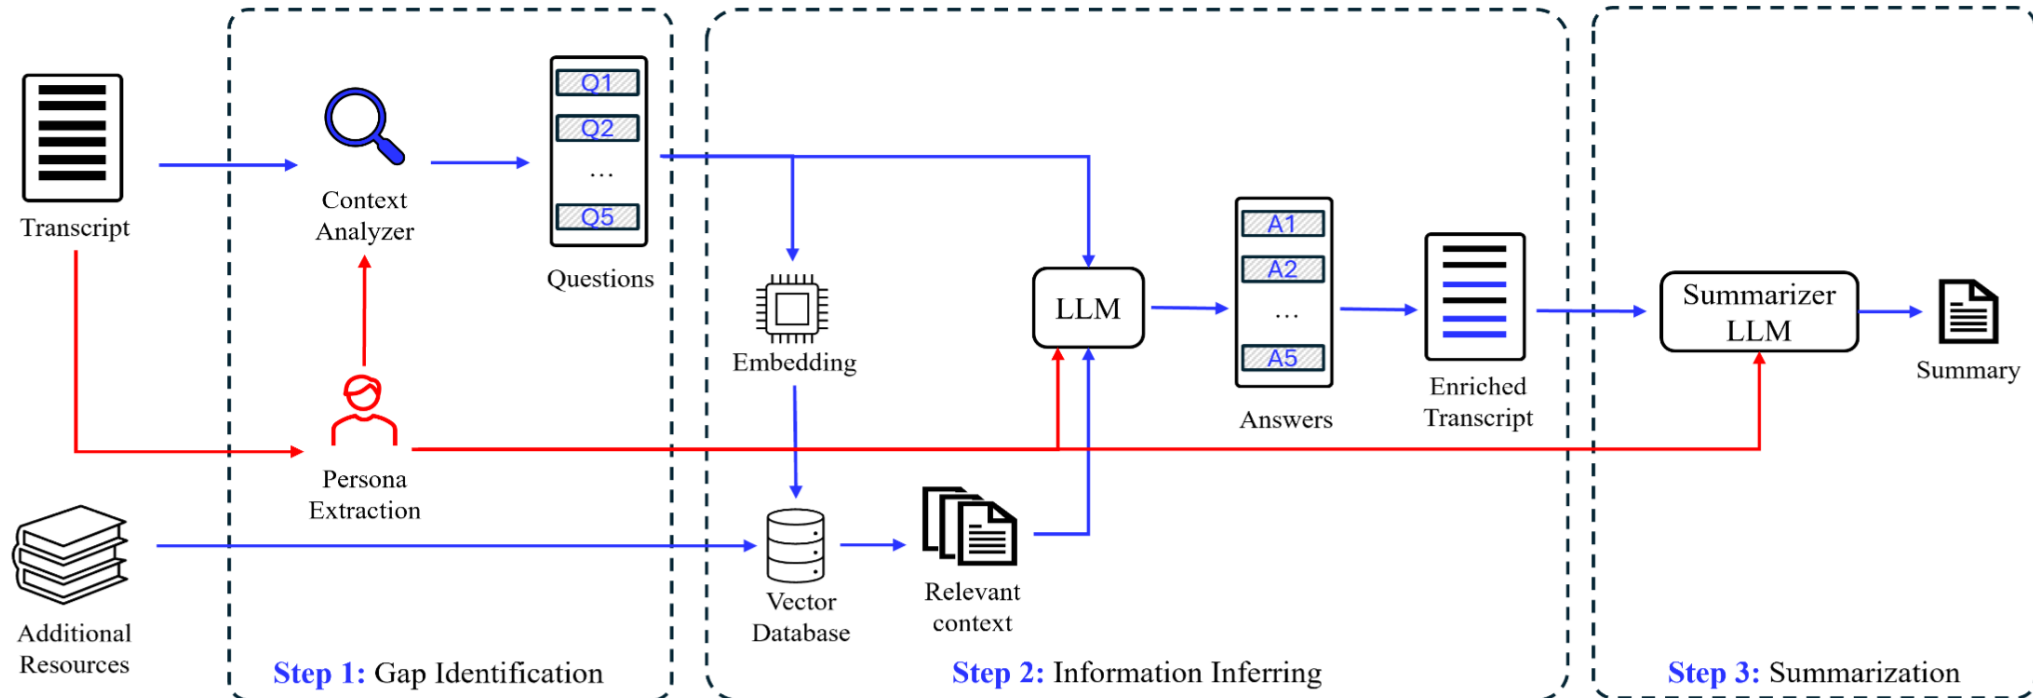 Transcript
Context
Analyzer
Q1
Q2
...
Q5
Questions
Persona
Extraction
Additional
Resources
Step 1: Gap Identification
Embedding
Vector
Database
Relevant
context
LLM
A1
A2
...
A5
Answers
Enriched
Transcript
Step 2: Information Inferring
Summarizer
LLM
Summary
Step 3: Summarization